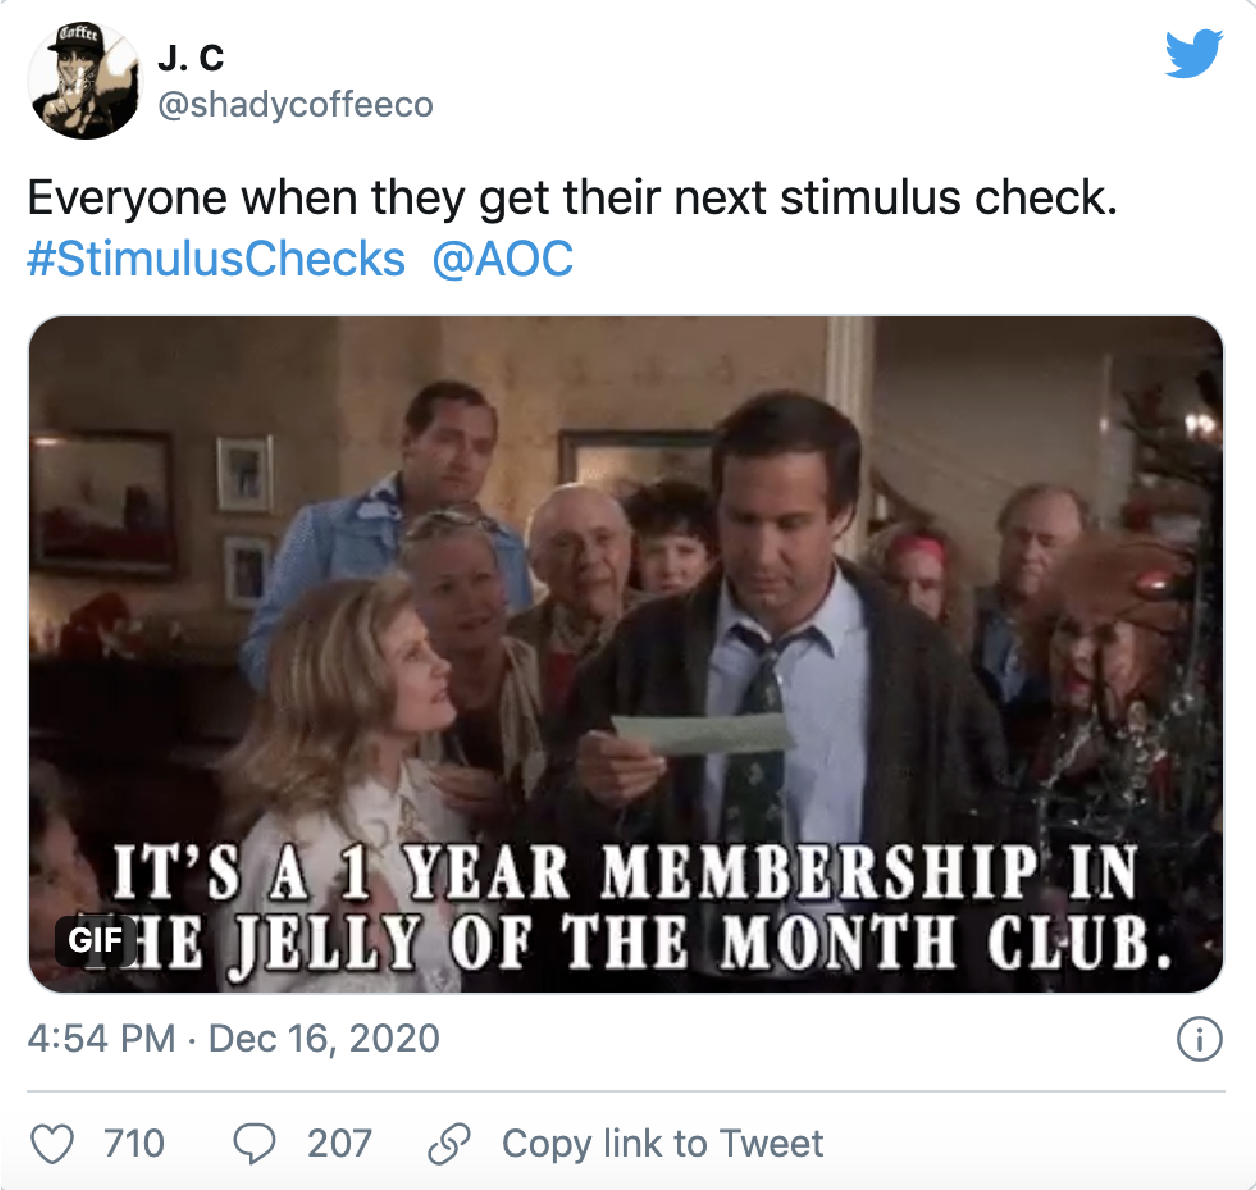 Coffee
J. C
@shadycoffeeco
Everyone when they get their next stimulus check.
#StimulusChecks @AOC
IT'S A 1 YEAR MEMBERSHIP IN
HE JELLY OF THE MONTH CLUB.
GIF
4:54 PM · Dec 16, 2020
710 207 Copy link to Tweet